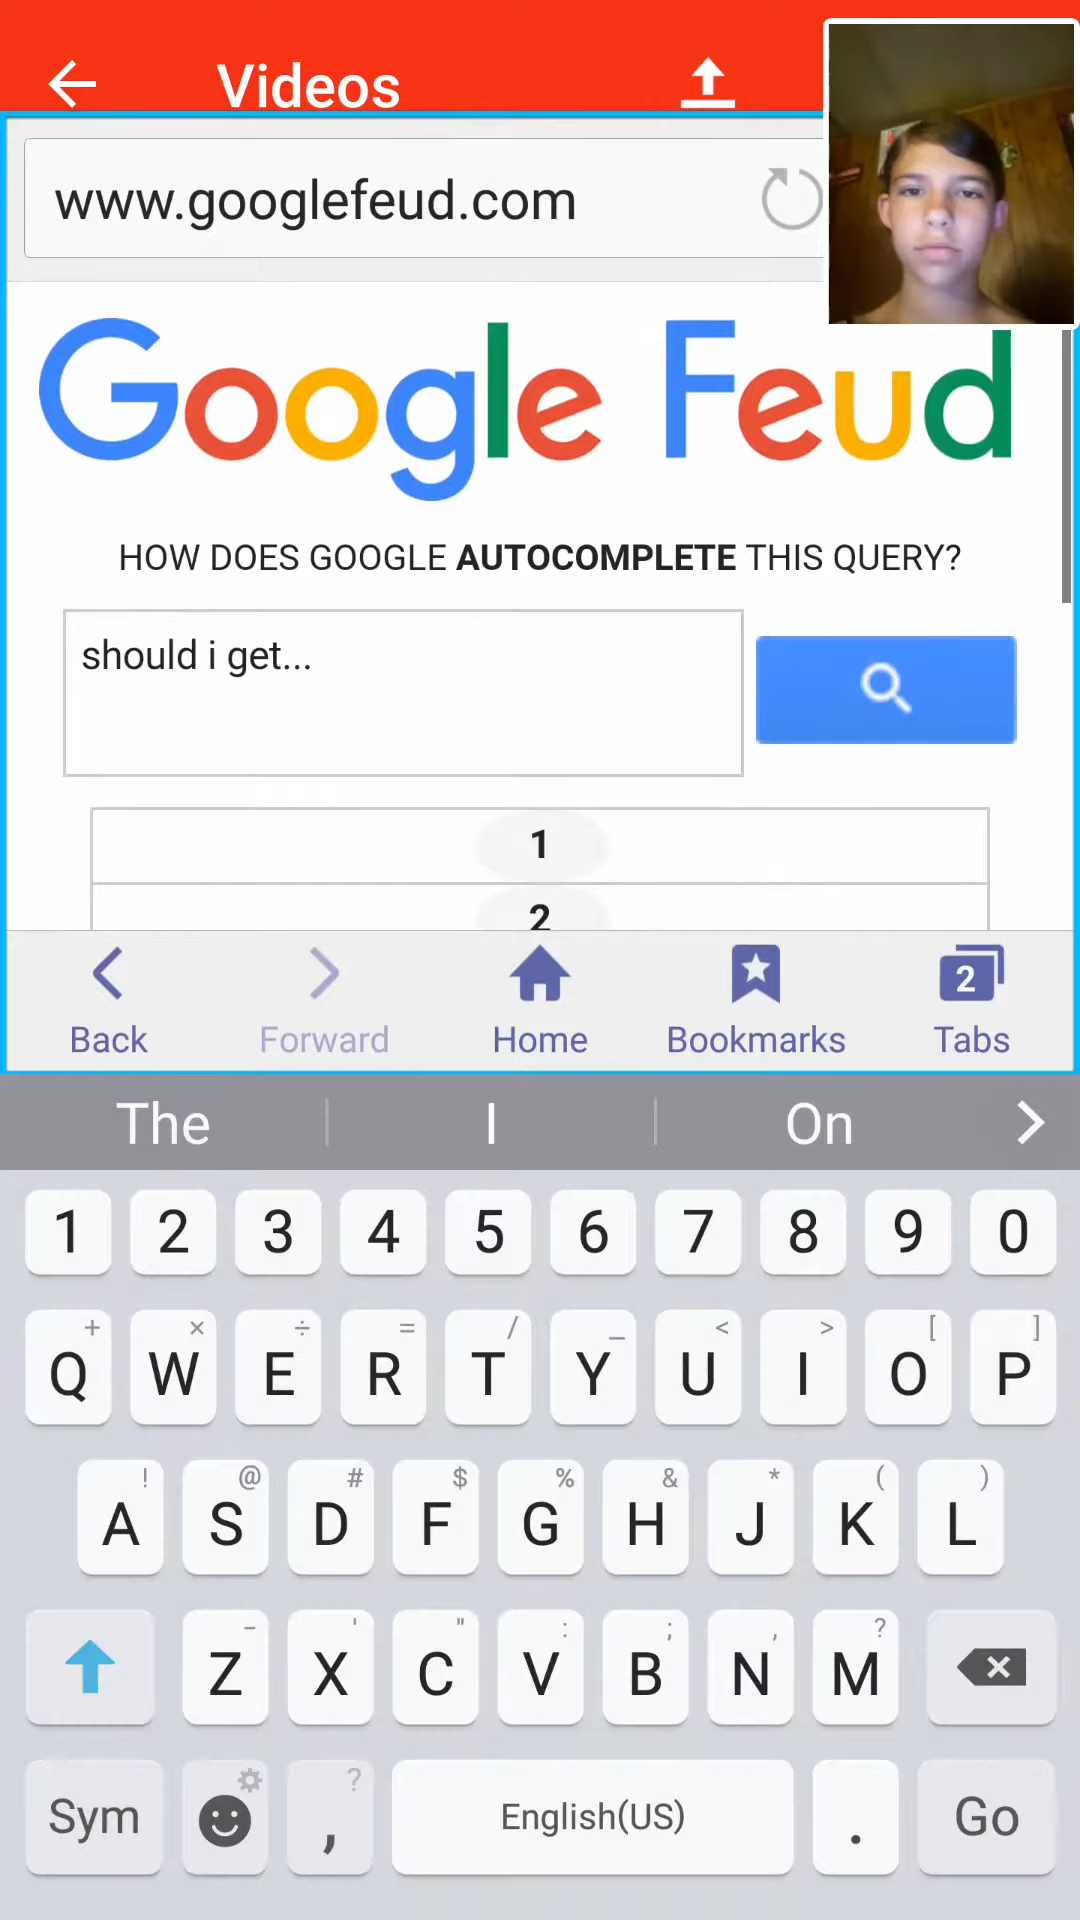 Videos
www.googlefeud.com
Google Feud
HOW DOES GOOGLE AUTOCOMPLETE THIS QUERY?
should i get...
1
2
Back Forward Home Bookmarks 2 Tabs
The I On
1 2 3 4 5 6 7 8 9 0
+ × ÷ = / _ < > [ ]
Q W E R T Y U I O P
! @ # $ % & * ( )
A S D F G H J K L
- ' " : ; , ?
Z X C V B N M
?
Sym , English(US) . Go